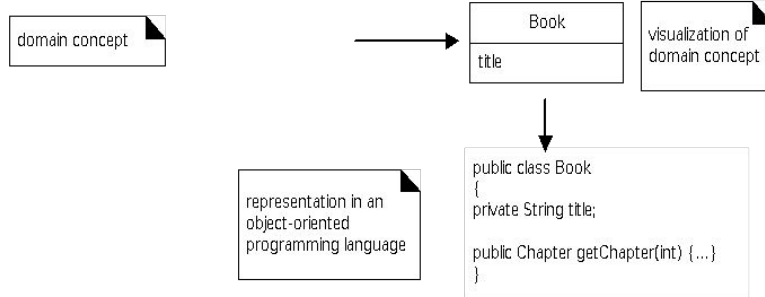 domain concept
Book
title
visualization of
domain concept
representation in an
object-oriented
programming language
public class Book
{
private String title;
public Chapter getChapter(int) {...}
}